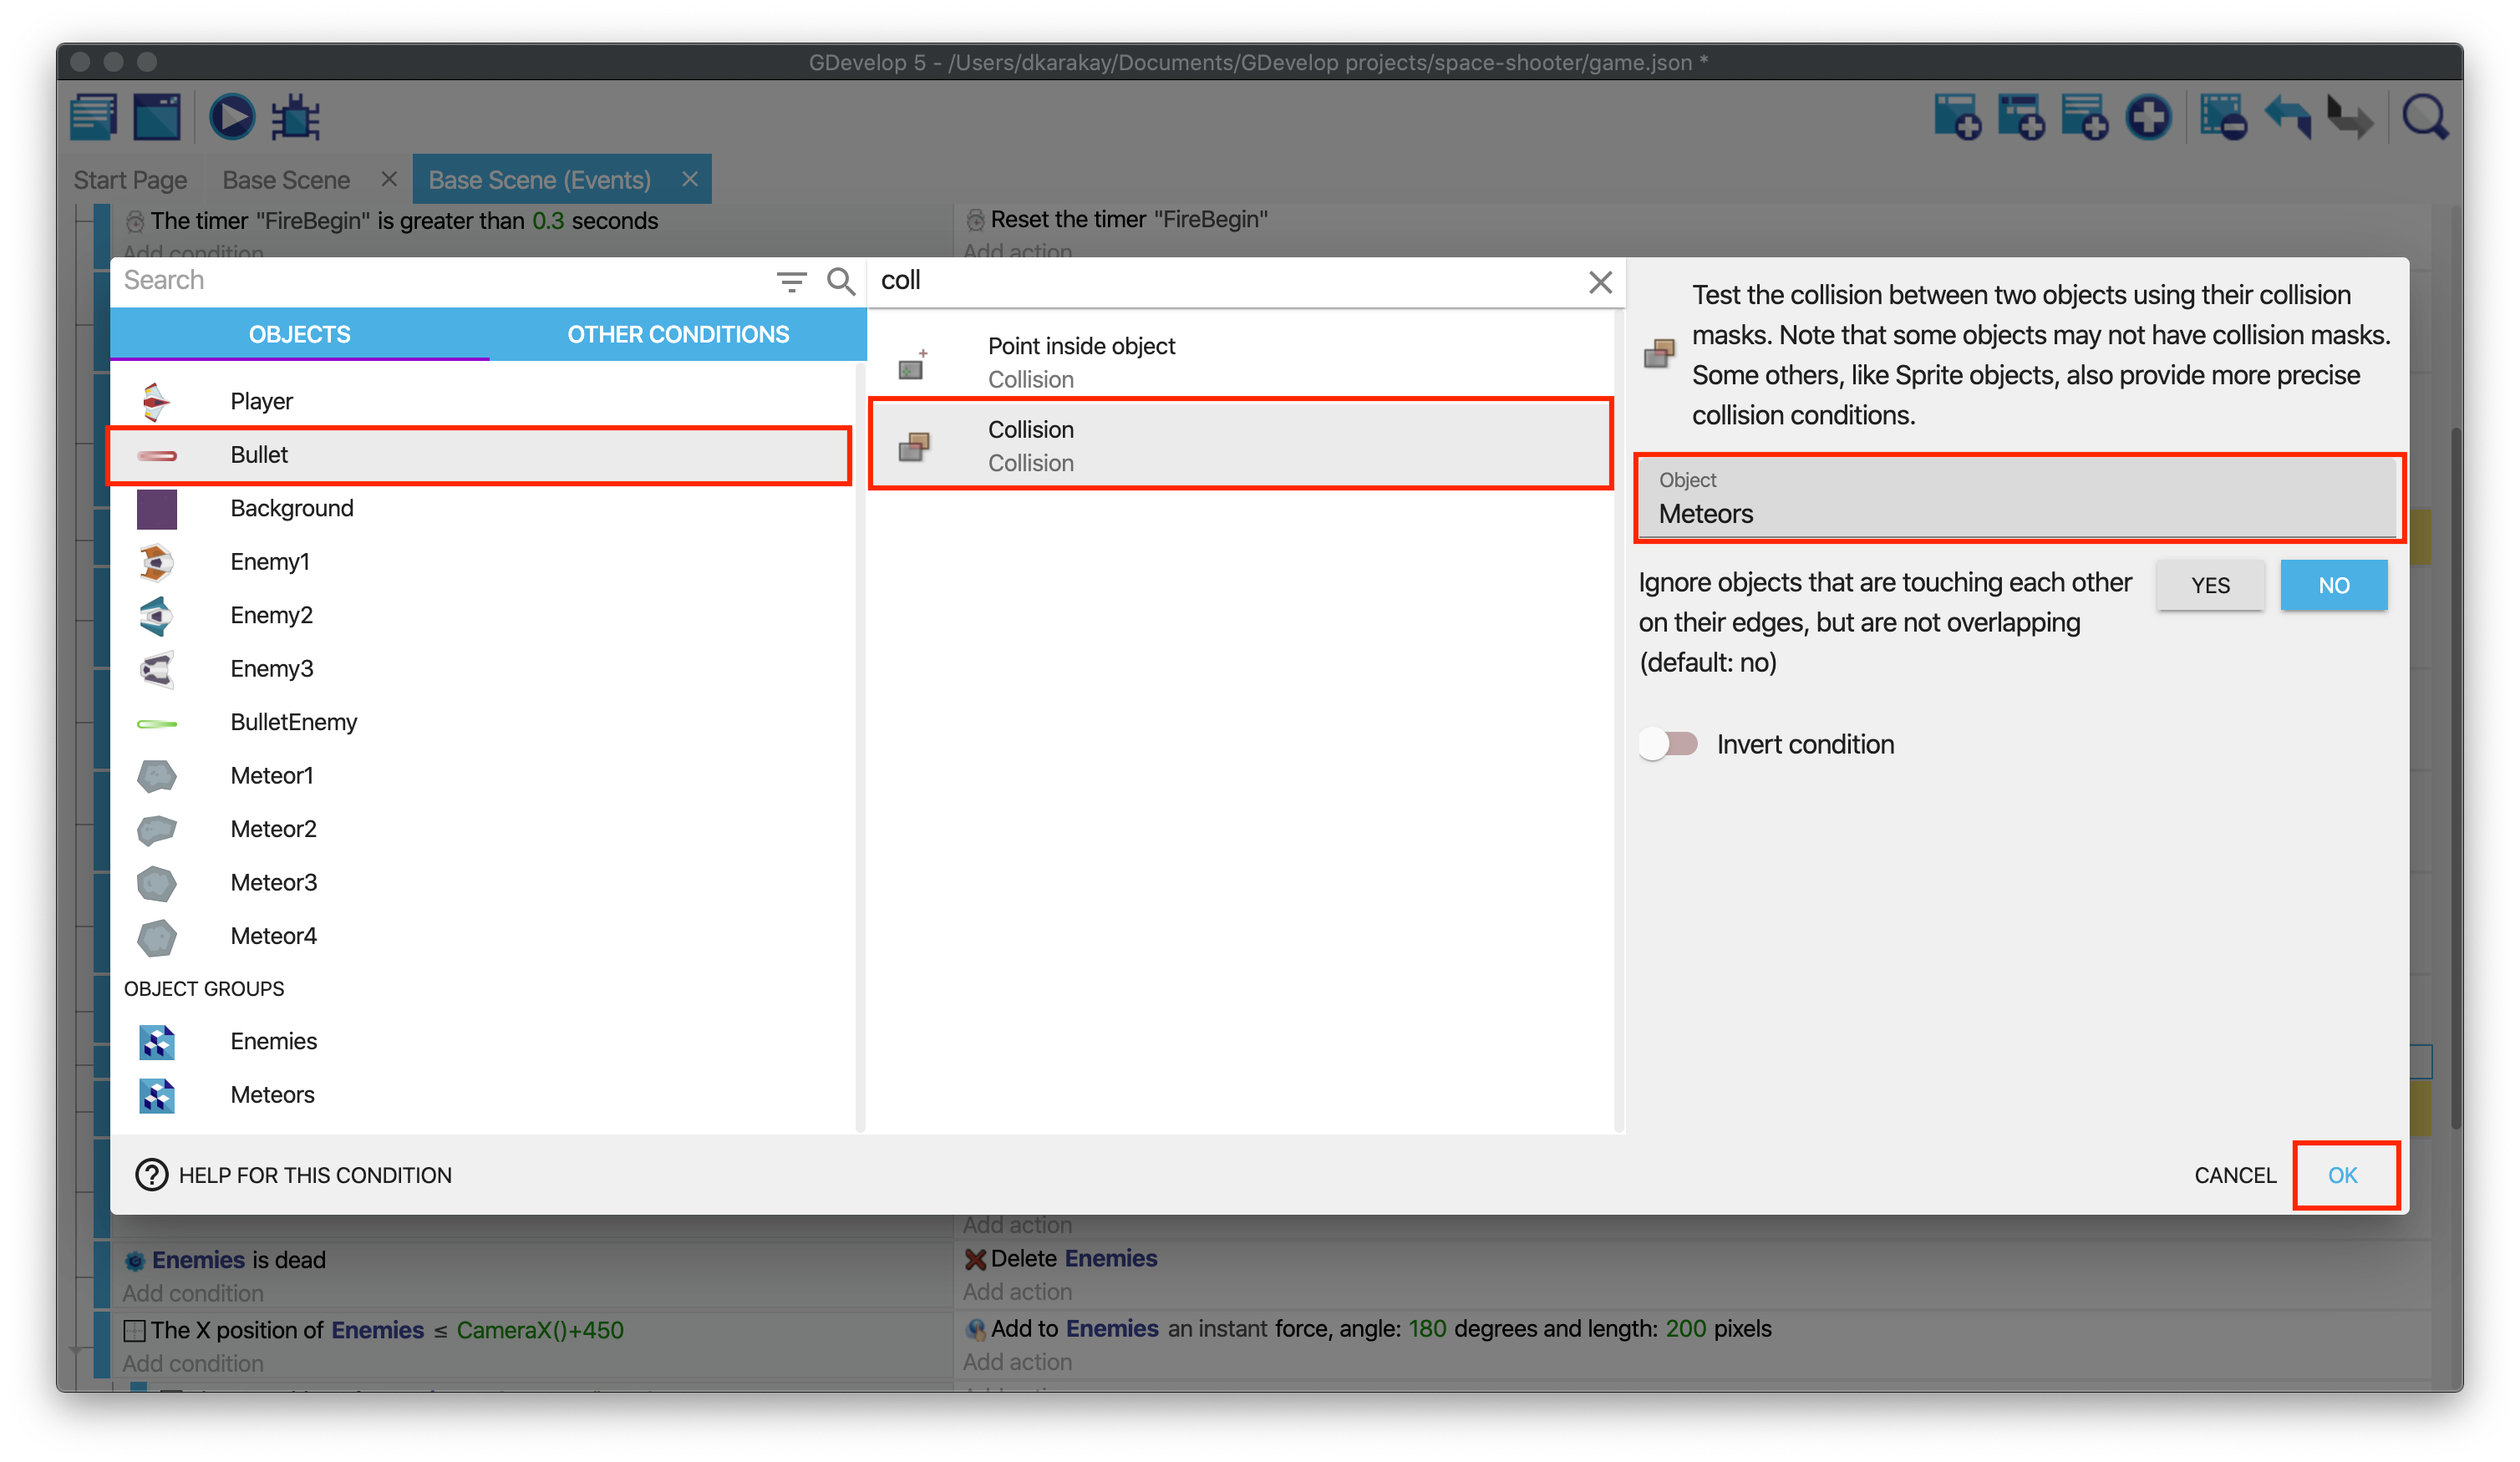 GDevelop 5 - /Users/dkarakay/Documents/GDevelop projects/space-shooter/game.json *
Start Page
Base Scene
Base Scene (Events)
The timer "FireBegin" is greater than 0.3 seconds
Add condition
Reset the timer "FireBegin"
Add action
Search
OBJECTS
OTHER CONDITIONS
Player
Bullet
Background
Enemy1
Enemy2
Enemy3
BulletEnemy
Meteor1
Meteor2
Meteor3
Meteor4
OBJECT GROUPS
Enemies
Meteors
coll
Point inside object
Collision
Collision
Collision
Test the collision between two objects using their collision
masks. Note that some objects may not have collision masks.
Some others, like Sprite objects, also provide more precise
collision conditions.
Object
Meteors
Ignore objects that are touching each other
on their edges, but are not overlapping
(default: no)
YES
NO
Invert condition
HELP FOR THIS CONDITION
CANCEL
OK
Add action
Enemies is dead
Add condition
Delete Enemies
Add action
The X position of Enemies ≤ CameraX()+450
Add condition
Add to Enemies an instant force, angle: 180 degrees and length: 200 pixels
Add action